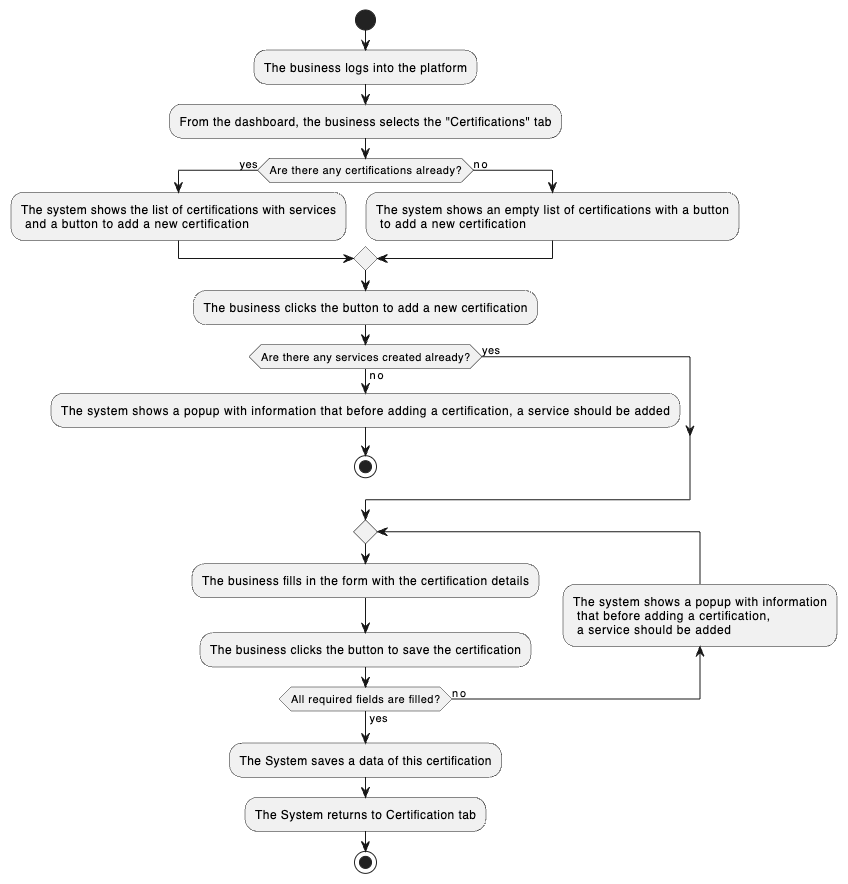 The business logs into the platform
From the dashboard, the business selects the "Certifications" tab
yes
Are there any certifications already?
no
The system shows the list of certifications with services
and a button to add a new certification
The system shows an empty list of certifications with a button
to add a new certification
The business clicks the button to add a new certification
Are there any services created already?
yes
no
The system shows a popup with information that before adding a certification, a service should be added
The business fills in the form with the certification details
The system shows a popup with information
that before adding a certification,
a service should be added
The business clicks the button to save the certification
All required fields are filled?
no
yes
The System saves a data of this certification
The System returns to Certification tab